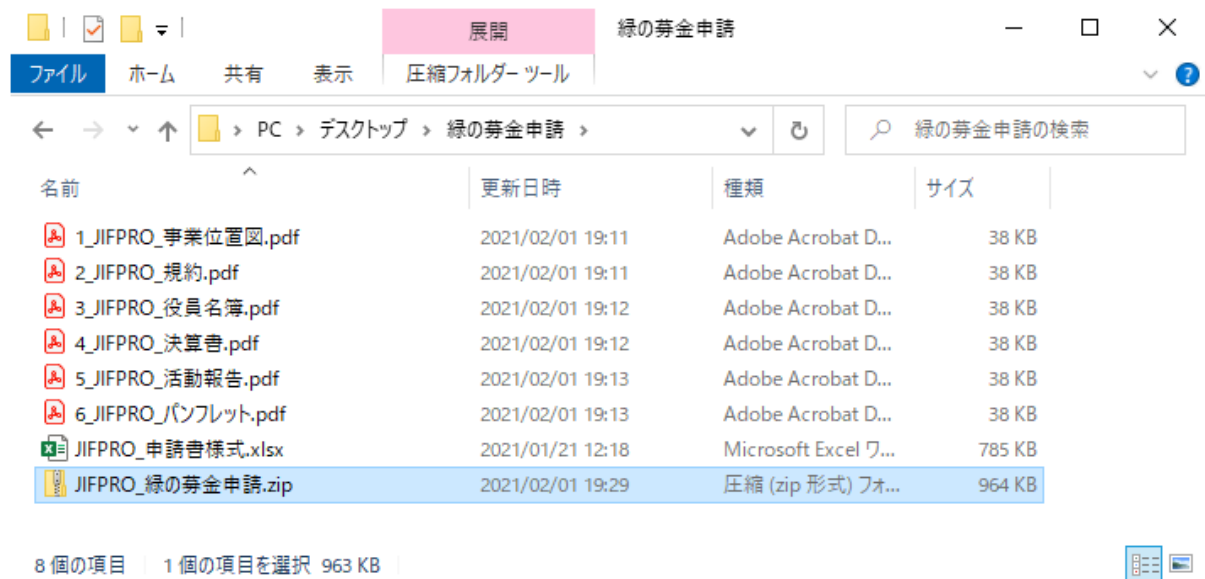 展開 緑の募金申請
ファイル ホーム 共有 表示 圧縮フォルダー ツール
PC デスクトップ 緑の募金申請 緑の募金申請の検索
名前 更新日時 種類 サイズ
1_JIFPRO_事業位置図.pdf 2021/02/01 19:11 Adobe Acrobat D... 38 KB
2_JIFPRO_規約.pdf 2021/02/01 19:11 Adobe Acrobat D... 38 KB
3_JIFPRO_役員名簿.pdf 2021/02/01 19:12 Adobe Acrobat D... 38 KB
4_JIFPRO_決算書.pdf 2021/02/01 19:12 Adobe Acrobat D... 38 KB
5_JIFPRO_活動報告.pdf 2021/02/01 19:13 Adobe Acrobat D... 38 KB
6_JIFPRO_パンフレット.pdf 2021/02/01 19:13 Adobe Acrobat D... 38 KB
JIFPRO_申請書様式.xlsx 2021/01/21 12:18 Microsoft Excel ワ... 785 KB
JIFPRO_緑の募金申請.zip 2021/02/01 19:29 圧縮 (zip 形式) フォ... 964 KB
8 個の項目 1 個の項目を選択 963 KB